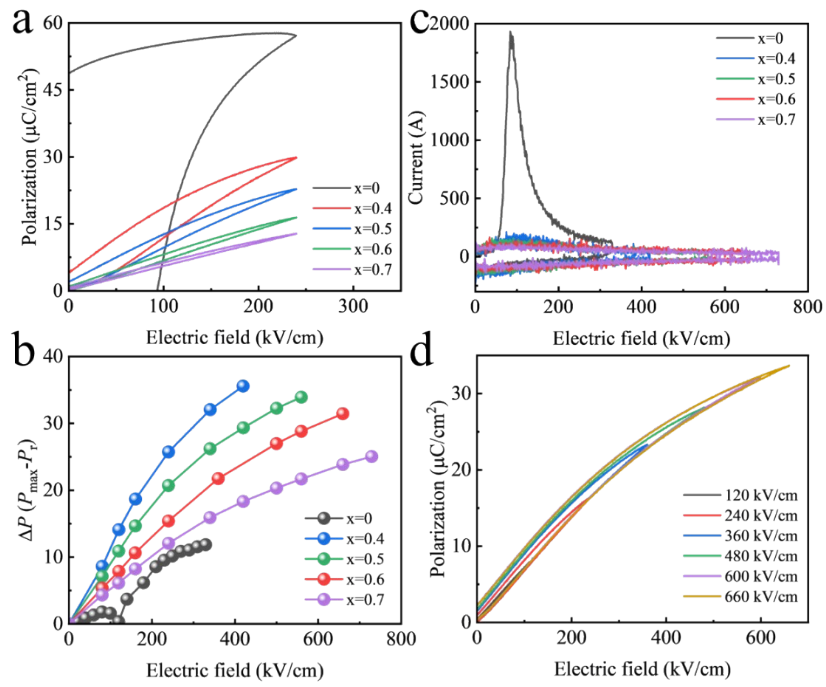 a
60
45
30
15
0
Polarization (μC/cm²)
x=0
x=0.4
x=0.5
x=0.6
x=0.7
0
100
200
300
Electric field (kV/cm)
c
2000
1750
1500
500
250
0
Current (A)
x=0
x=0.4
x=0.5
x=0.6
x=0.7
0
200
400
600
800
Electric field (kV/cm)
b
40
30
20
10
0
ΔP (Pmax-Pr)
x=0
x=0.4
x=0.5
x=0.6
x=0.7
0
200
400
600
800
Electric field (kV/cm)
d
30
20
10
0
Polarization (μC/cm²)
120 kV/cm
240 kV/cm
360 kV/cm
480 kV/cm
600 kV/cm
660 kV/cm
0
200
400
600
Electric field (kV/cm)